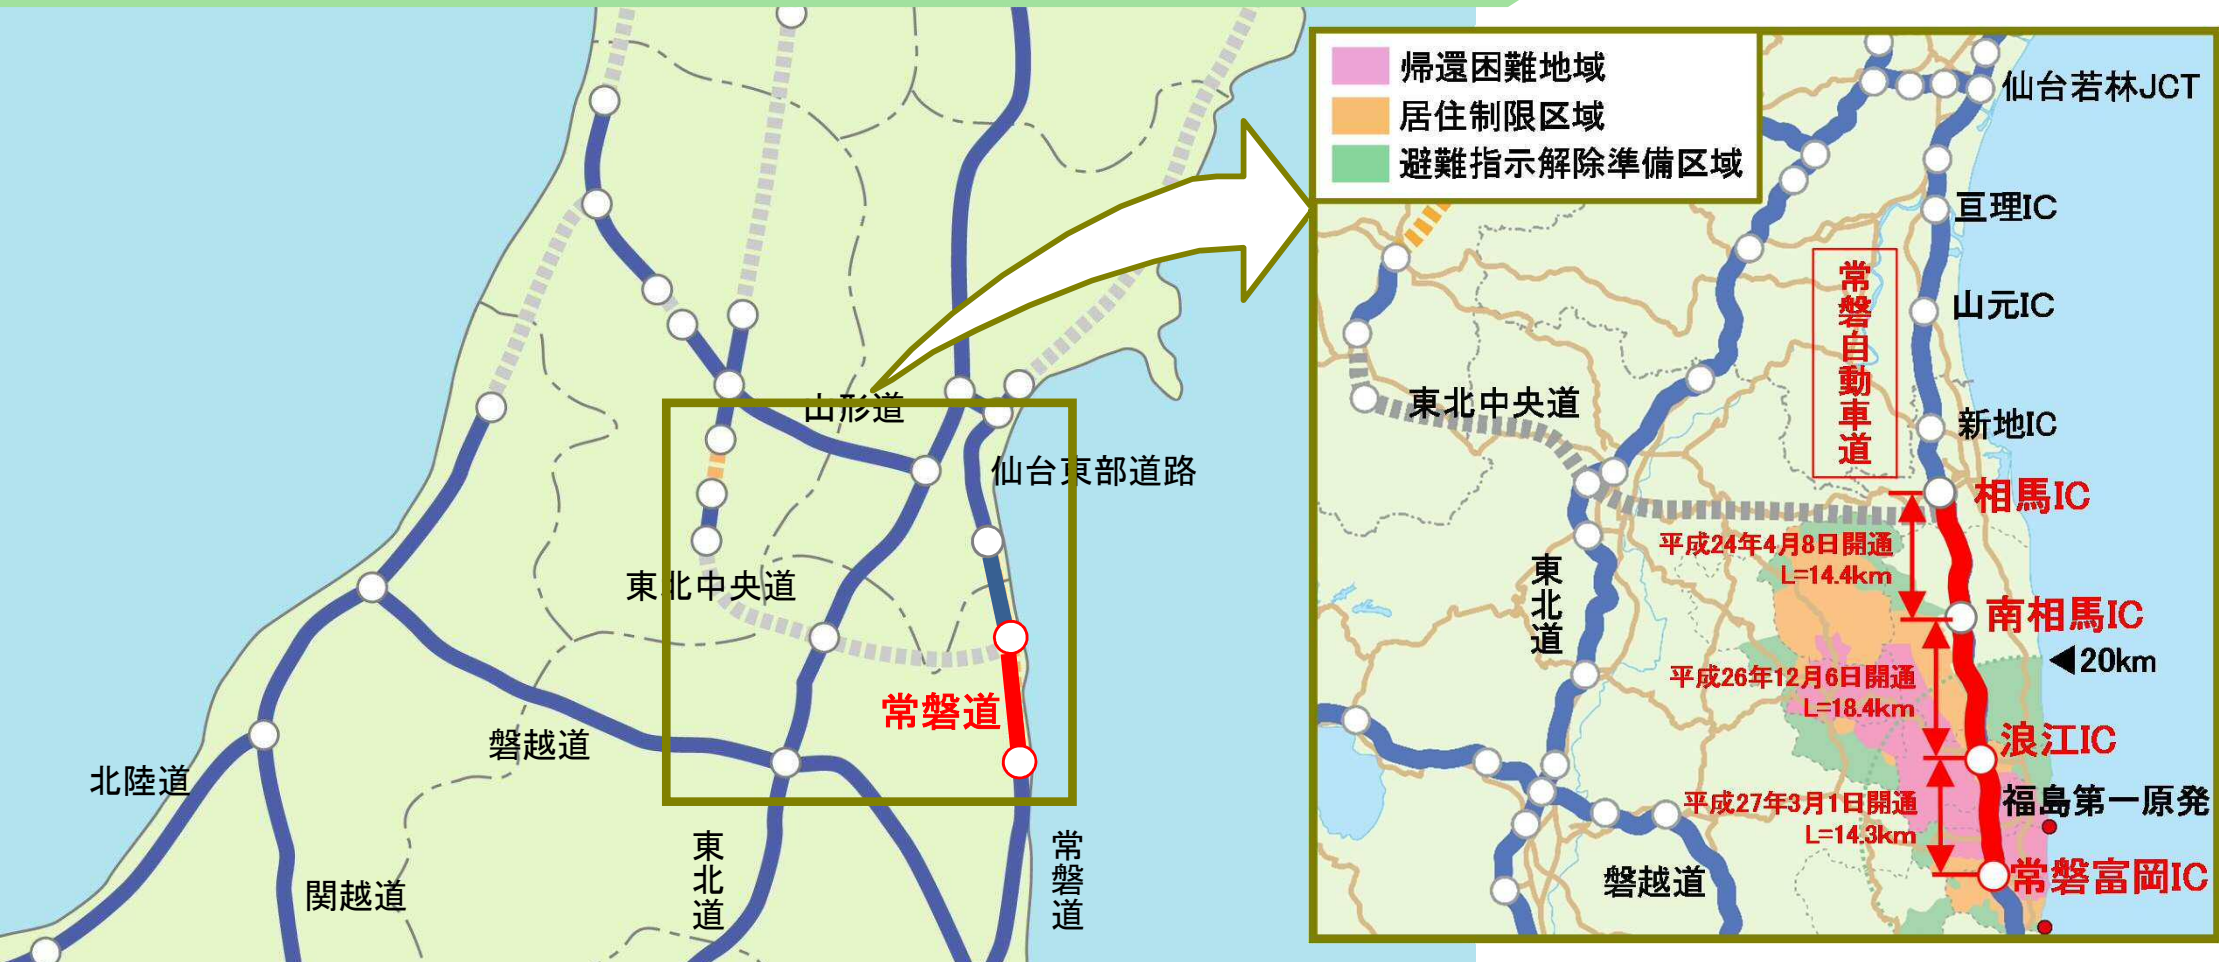 山形道
仙台東部道路
東北中央道
常磐道
磐越道
北陸道
関越道
東北道
常磐道
帰還困難地域
居住制限区域
避難指示解除準備区域
仙台若林JCT
亘理IC
常磐自動車道
山元IC
東北中央道
新地IC
相馬IC
平成24年4月8日開通
L=14.4km
東北道
南相馬IC
◀20km
平成26年12月6日開通
L=18.4km
浪江IC
平成27年3月1日開通
L=14.3km
福島第一原発
磐越道
常磐富岡IC